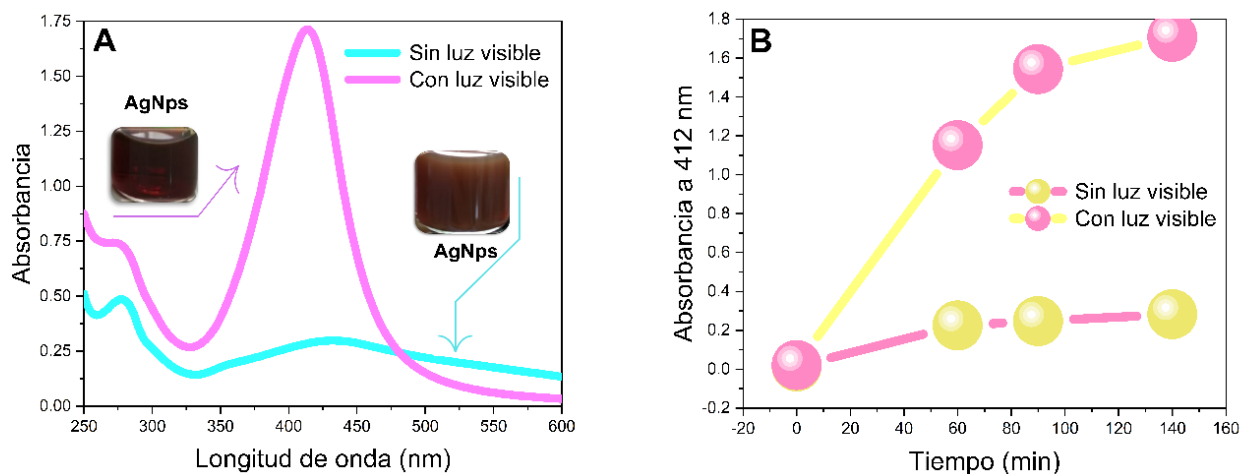 A
Absorbancia
1.75
1.50
1.25
1.00
0.75
0.50
0.25
0.00
Sin luz visible
Con luz visible
AgNps
AgNps
250 300 350 400 450 500 550 600
Longitud de onda (nm)
B
Absorbancia a 412 nm
1.8
1.6
1.4
1.2
1.0
0.8
0.6
0.4
0.2
0.0
-0.2
Sin luz visible
Con luz visible
-20 0 20 40 60 80 100 120 140 160
Tiempo (min)